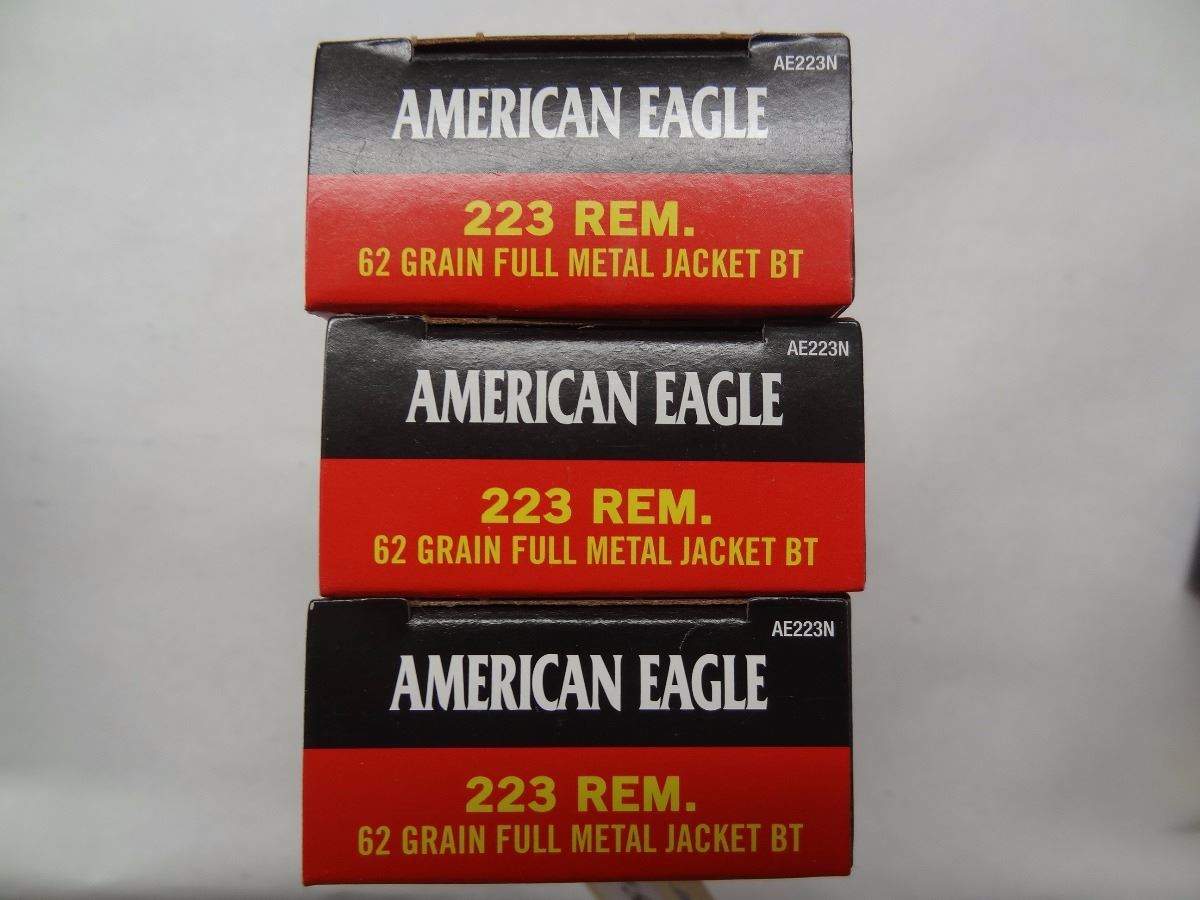 AE223N
AMERICAN EAGLE
223 REM.
62 GRAIN FULL METAL JACKET BT
AE223N
AMERICAN EAGLE
223 REM.
62 GRAIN FULL METAL JACKET BT
AE223N
AMERICAN EAGLE
223 REM.
62 GRAIN FULL METAL JACKET BT